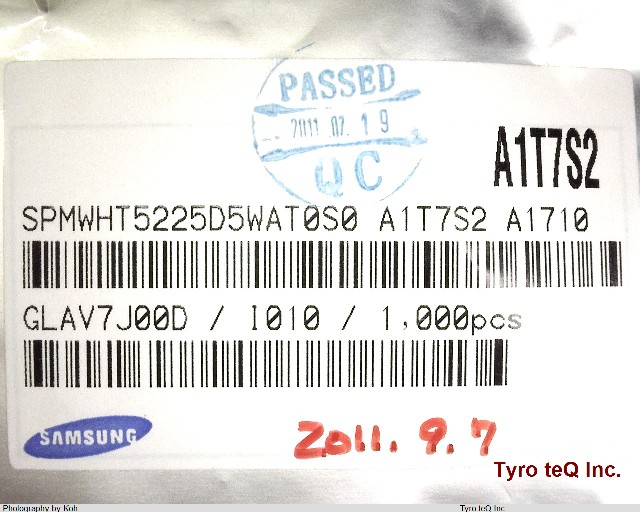 PASSED
2011.07.19
QC
A1T7S2
SPMWHT5225D5WAT0S0 A1T7S2 A1710
GLAV7J00D / I010 / 1,000pcs
SAMSUNG
2011. 9. 7
Tyro teQ Inc.
Photography by Koh
Tyro teQ Inc